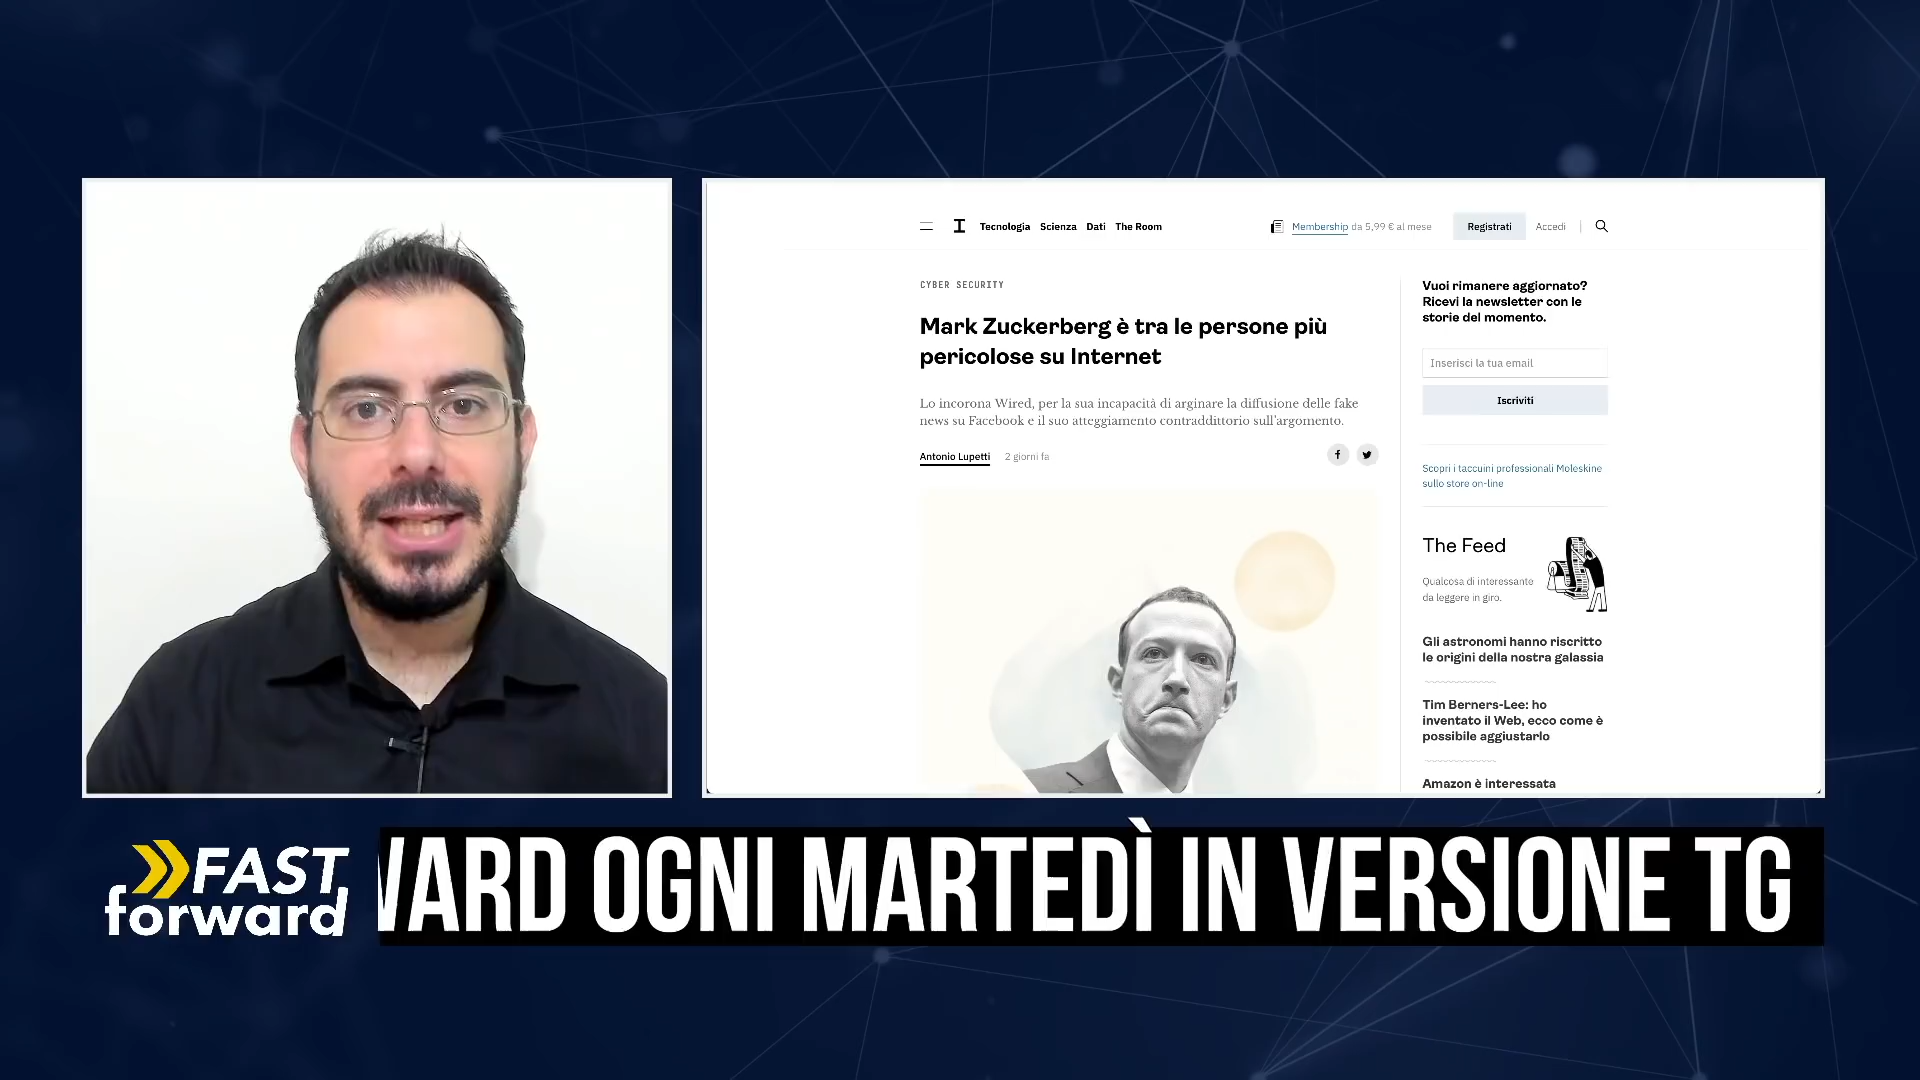 Tecnologia Scienza Dati The Room
Membership da 5,99 € al mese
Registrati
Accedi
CYBER SECURITY
Mark Zuckerberg è tra le persone più
pericolose su Internet
Lo incorona Wired, per la sua incapacità di arginare la diffusione delle fake
news su Facebook e il suo atteggiamento contraddittorio sull'argomento.
Antonio Lupetti 2 giorni fa
Vuoi rimanere aggiornato?
Ricevi la newsletter con le
storie del momento.
Inserisci la tua email
Iscriviti
Scopri i taccuini professionali Moleskine
sullo store on-line
The Feed
Qualcosa di interessante
da leggere in giro.
Gli astronomi hanno riscritto
le origini della nostra galassia
Tim Berners-Lee: ho
inventato il Web, ecco come è
possibile aggiustarlo
Amazon è interessata
FAST
forward
WARD OGNI MARTEDÌ IN VERSIONE TG